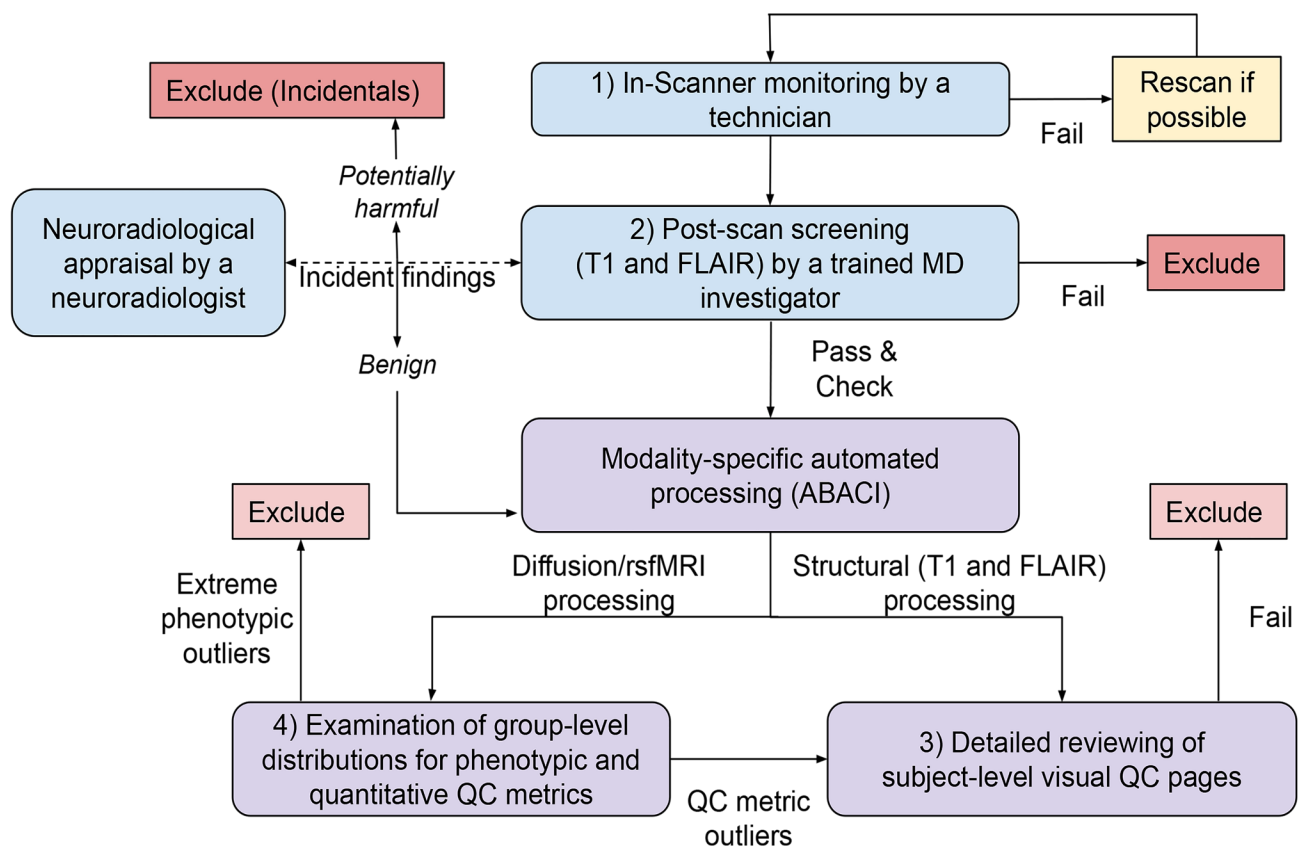 1) In-Scanner monitoring by a
technician
Fail
Rescan if
possible
Exclude (Incidentals)
Potentially
harmful
Neuroradiological
appraisal by a
neuroradiologist
Incident findings
2) Post-scan screening
(T1 and FLAIR) by a trained MD
investigator
Fail
Exclude
Benign
Pass &
Check
Modality-specific automated
processing (ABACI)
Exclude
Exclude
Diffusion/rsfMRI
processing
Structural (T1 and FLAIR)
processing
Extreme
phenotypic
outliers
Fail
4) Examination of group-level
distributions for phenotypic and
quantitative QC metrics
QC metric
outliers
3) Detailed reviewing of
subject-level visual QC pages